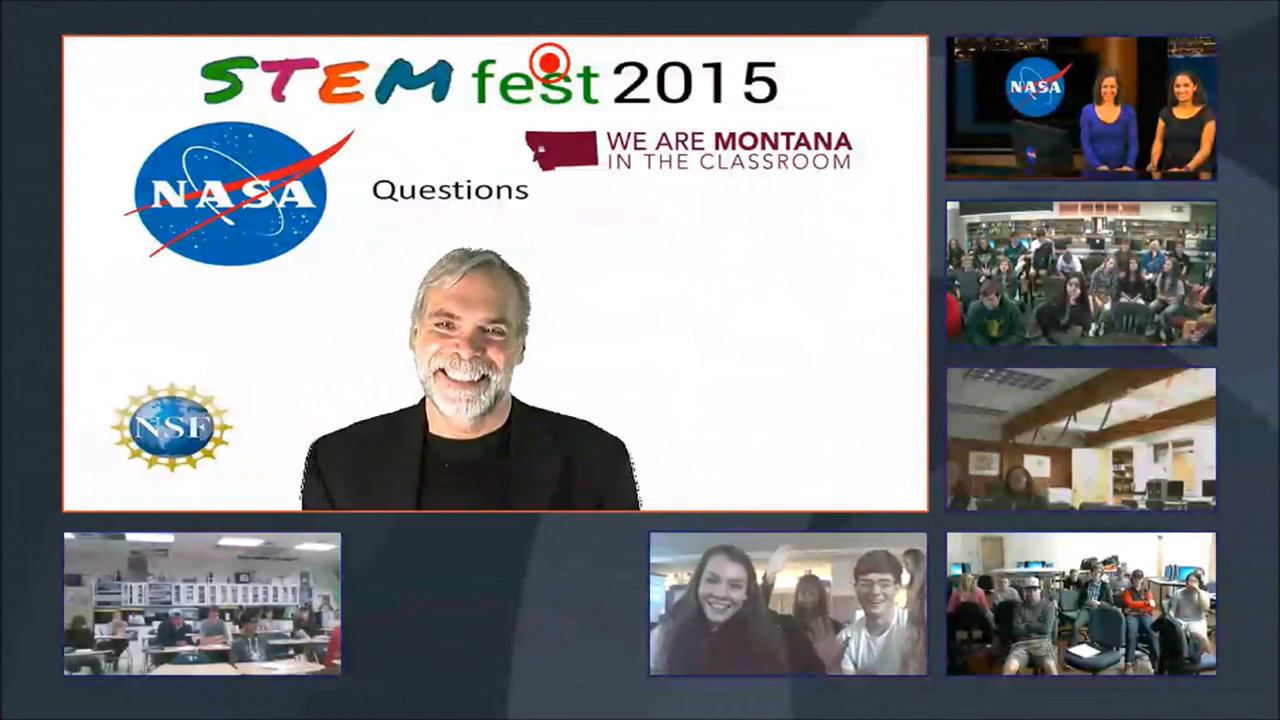 STEM fest 2015
NASA
WE ARE MONTANA
IN THE CLASSROOM
Questions
NSF
NASA